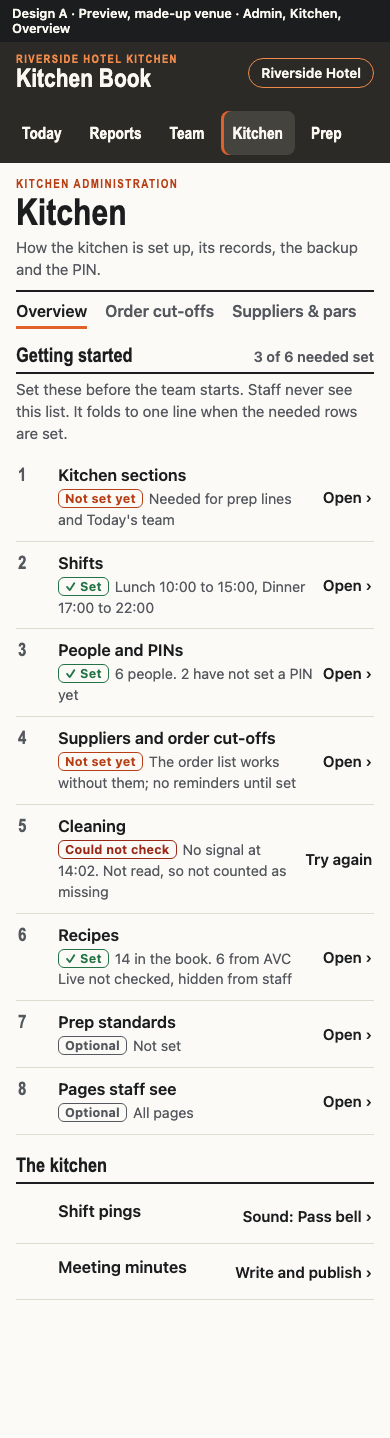 Design A · Preview, made-up venue · Admin, Kitchen,
Overview
RIVERSIDE HOTEL KITCHEN
Kitchen Book
Riverside Hotel
Today Reports Team Kitchen Prep
KITCHEN ADMINISTRATION
Kitchen
How the kitchen is set up, its records, the backup
and the PIN.
Overview Order cut-offs Suppliers & pars
Getting started 3 of 6 needed set
Set these before the team starts. Staff never see
this list. It folds to one line when the needed rows
are set.
1 Kitchen sections
Not set yet Needed for prep lines
and Today's team
Open ›
2 Shifts
✓ Set Lunch 10:00 to 15:00, Dinner
17:00 to 22:00
Open ›
3 People and PINs
✓ Set 6 people. 2 have not set a PIN
yet
Open ›
4 Suppliers and order cut-offs
Not set yet The order list works
without them; no reminders until set
Open ›
5 Cleaning
Could not check No signal at
14:02. Not read, so not counted as
missing
Try again
6 Recipes
✓ Set 14 in the book. 6 from AVC
Live not checked, hidden from staff
Open ›
7 Prep standards
Optional Not set
Open ›
8 Pages staff see
Optional All pages
Open ›
The kitchen
Shift pings Sound: Pass bell ›
Meeting minutes Write and publish ›